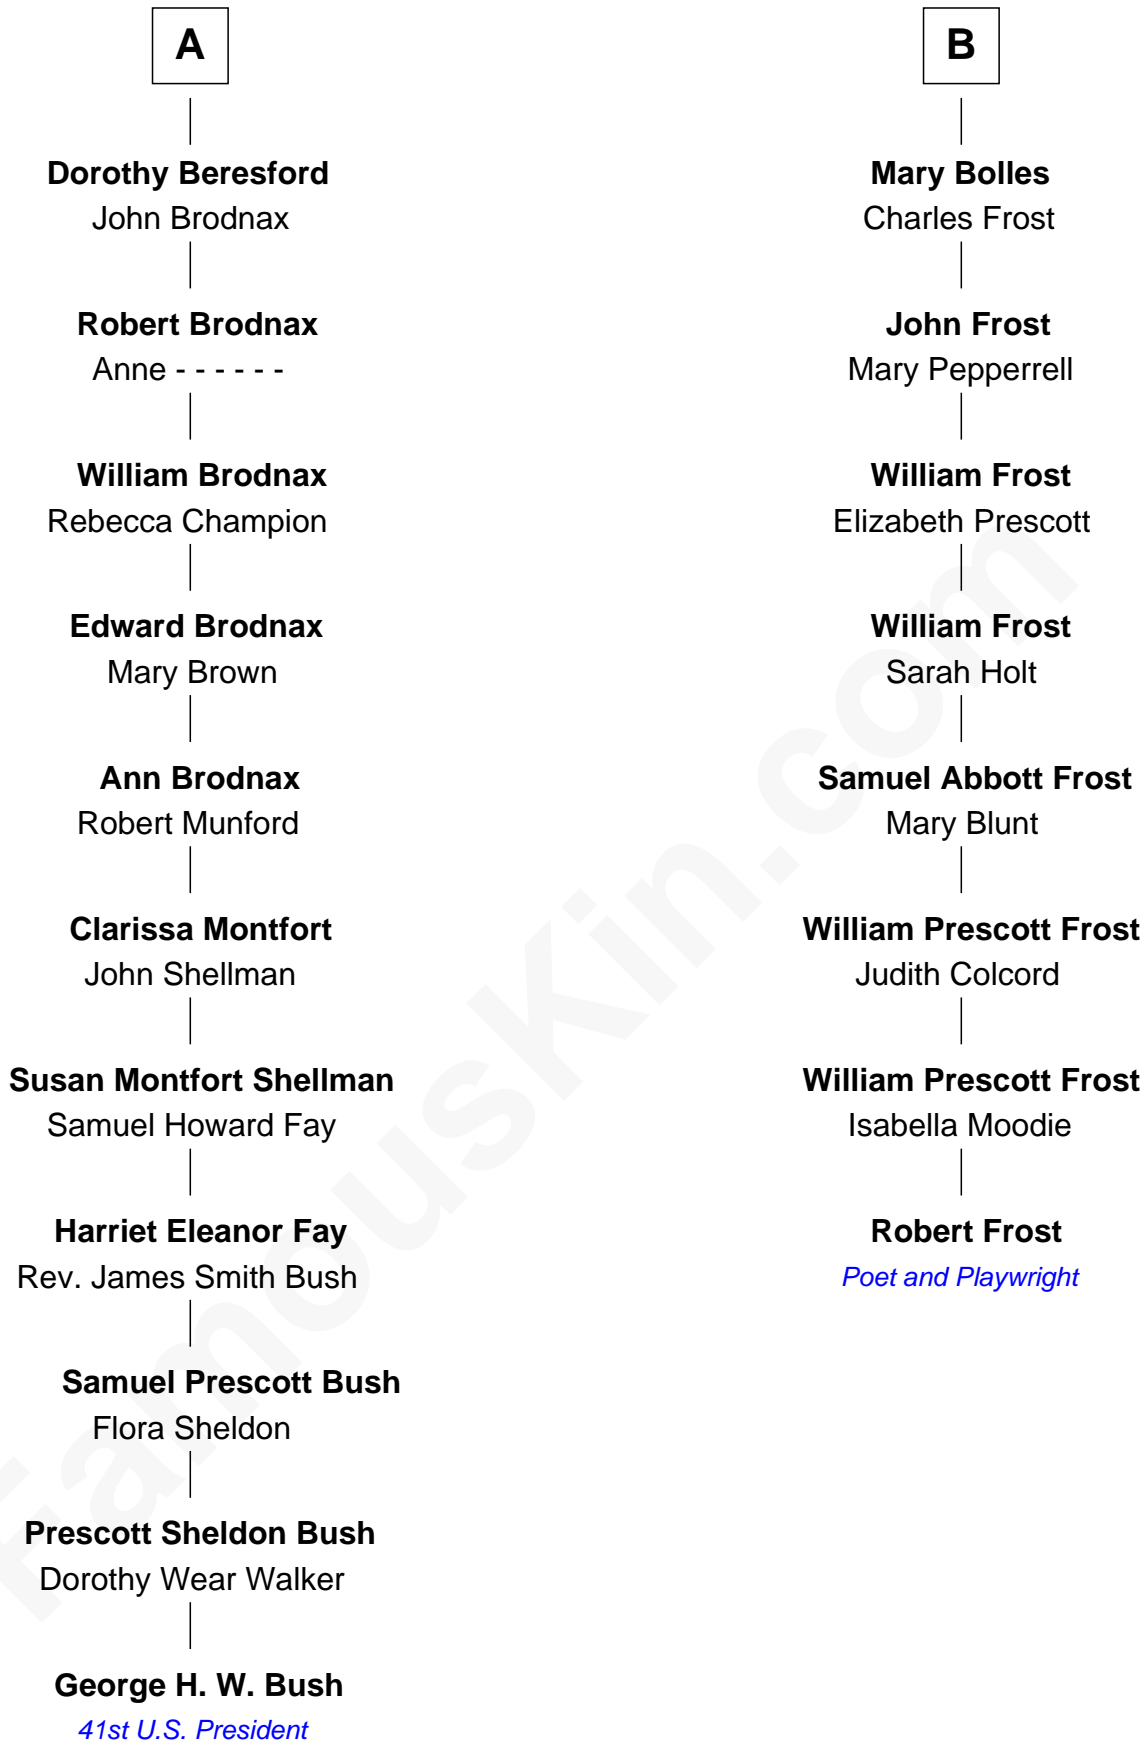 A
Dorothy Beresford
John Brodnax
Robert Brodnax
Anne - - - - - -
William Brodnax
Rebecca Champion
Edward Brodnax
Mary Brown
Ann Brodnax
Robert Munford
Clarissa Montfort
John Shellman
Susan Montfort Shellman
Samuel Howard Fay
Harriet Eleanor Fay
Rev. James Smith Bush
Samuel Prescott Bush
Flora Sheldon
Prescott Sheldon Bush
Dorothy Wear Walker
George H. W. Bush
41st U.S. President
B
Mary Bolles
Charles Frost
John Frost
Mary Pepperrell
William Frost
Elizabeth Prescott
William Frost
Sarah Holt
Samuel Abbott Frost
Mary Blunt
William Prescott Frost
Judith Colcord
William Prescott Frost
Isabella Moodie
Robert Frost
Poet and Playwright
FamousKin.com